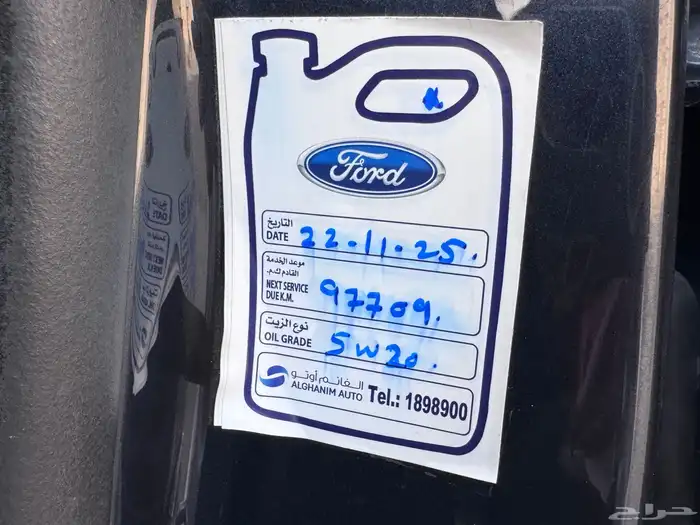 Ford
التاريخ
DATE 22.11.25.
موعد الخدمة
القادم ك.م.
NEXT SERVICE
DUE K.M. 97709.
نوع الزيت
OIL GRADE 5W20.
الغانم أوتو
ALGHANIM AUTO
Tel.: 1898900
حراج